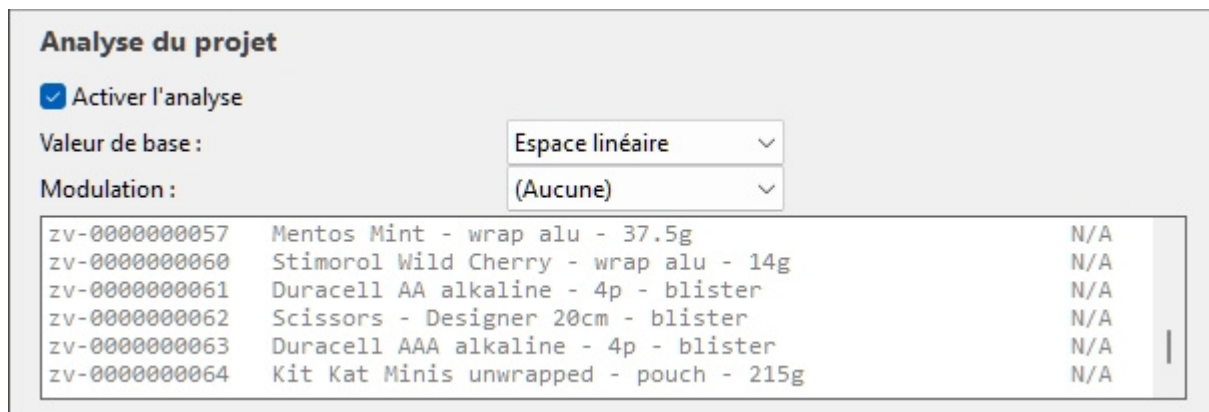 Analyse du projet
Activer l'analyse
Valeur de base : Espace linéaire
Modulation : (Aucune)
zv-0000000057 Mentos Mint - wrap alu - 37.5g N/A
zv-0000000060 Stimorol Wild Cherry - wrap alu - 14g N/A
zv-0000000061 Duracell AA alkaline - 4p - blister N/A
zv-0000000062 Scissors - Designer 20cm - blister N/A
zv-0000000063 Duracell AAA alkaline - 4p - blister N/A
zv-0000000064 Kit Kat Minis unwrapped - pouch - 215g N/A